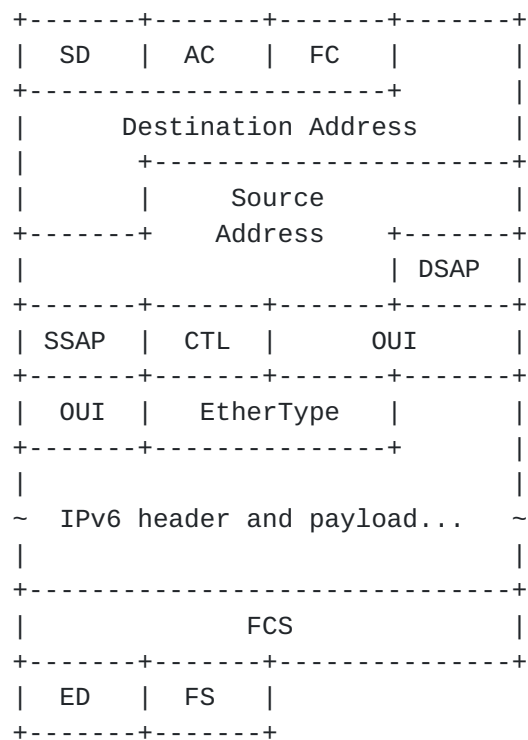 SD AC FC
Destination Address
Source
Address
DSAP
SSAP CTL OUI
OUI EtherType
~ IPv6 header and payload... ~
FCS
ED FS